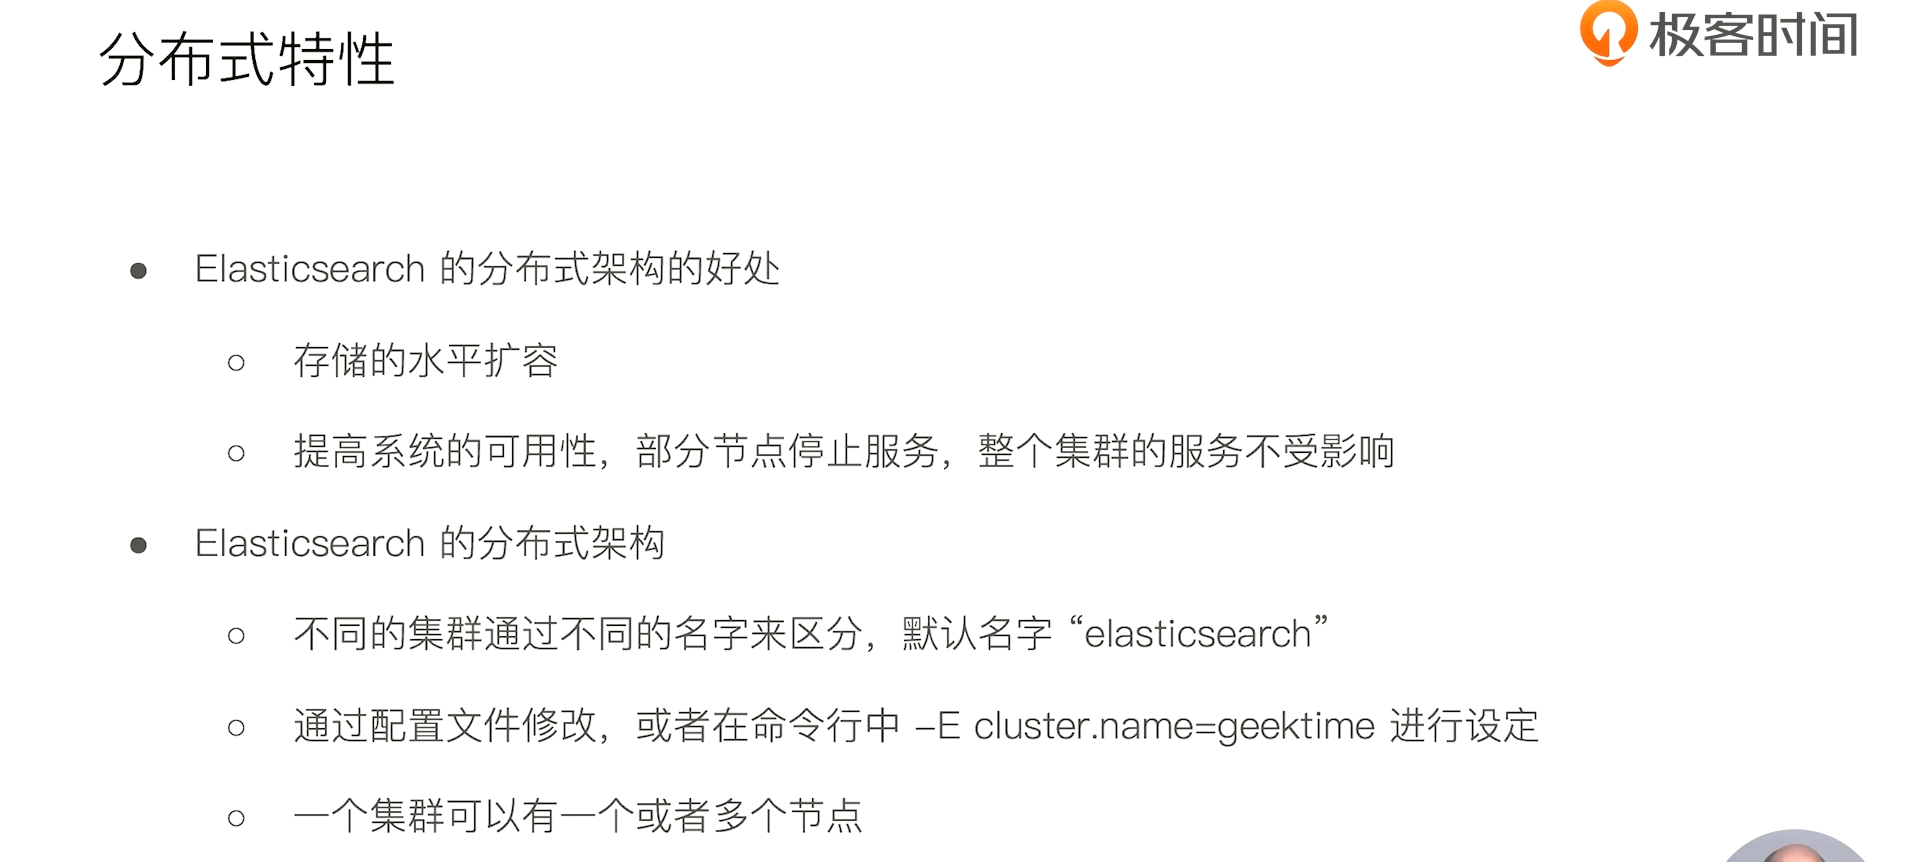 分布式特性
极客时间
● Elasticsearch 的分布式架构的好处
○ 存储的水平扩容
○ 提高系统的可用性，部分节点停止服务，整个集群的服务不受影响
● Elasticsearch 的分布式架构
○ 不同的集群通过不同的名字来区分，默认名字 “elasticsearch”
○ 通过配置文件修改，或者在命令行中 –E cluster.name=geektime 进行设定
○ 一个集群可以有一个或者多个节点